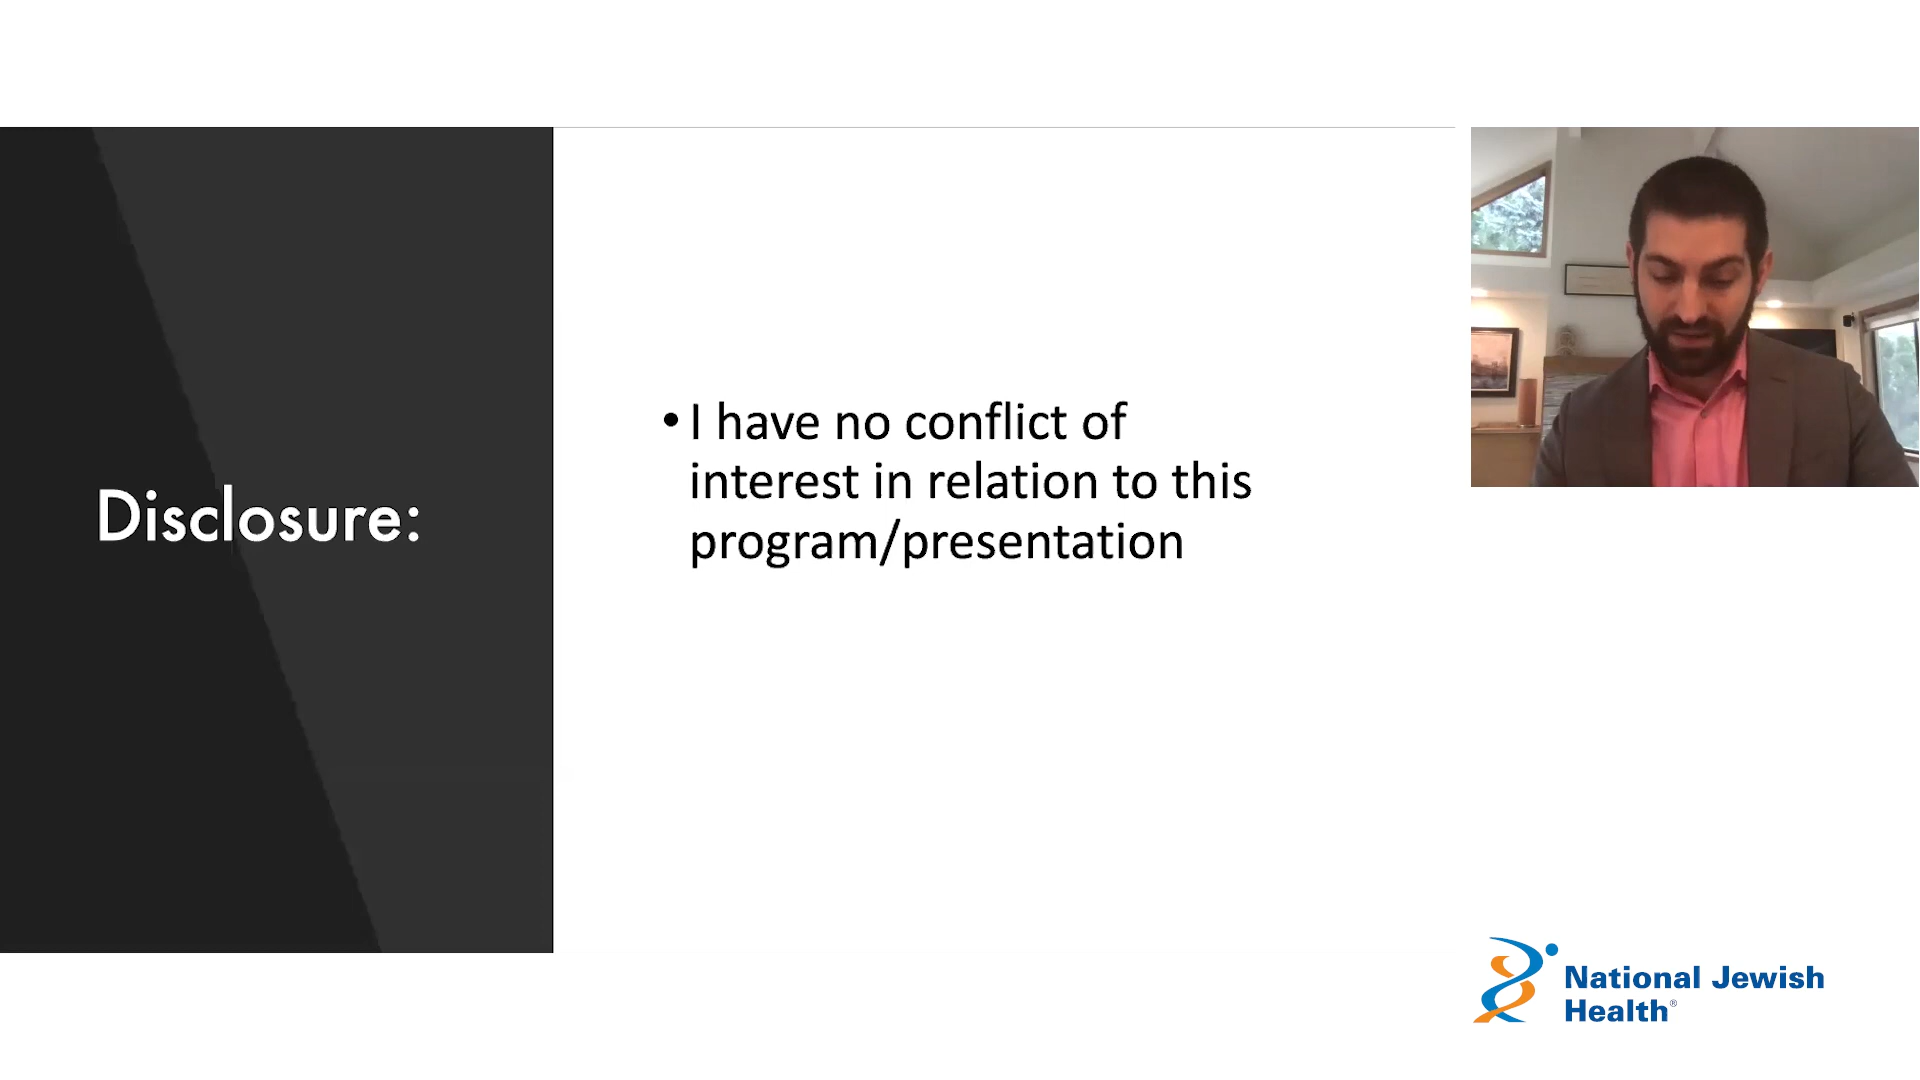 Disclosure:
• I have no conflict of
interest in relation to this
program/presentation
National Jewish
Health®